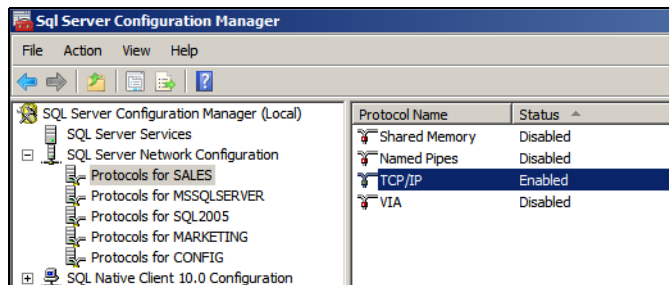 Sql Server Configuration Manager
File Action View Help
SQL Server Configuration Manager (Local)
SQL Server Services
SQL Server Network Configuration
Protocols for SALES
Protocols for MSSQLSERVER
Protocols for SQL2005
Protocols for MARKETING
Protocols for CONFIG
SQL Native Client 10.0 Configuration
Protocol Name Status
Shared Memory Disabled
Named Pipes Disabled
TCP/IP Enabled
VIA Disabled